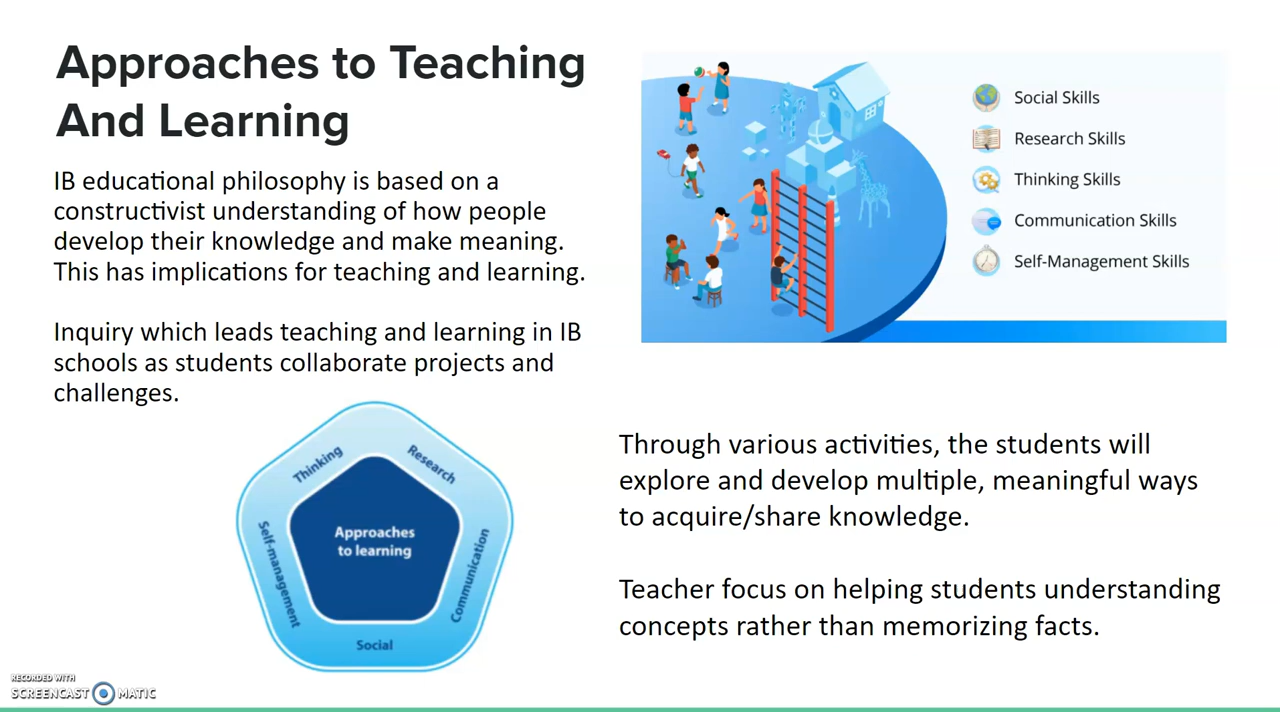 Approaches to Teaching
And Learning
IB educational philosophy is based on a
constructivist understanding of how people
develop their knowledge and make meaning.
This has implications for teaching and learning.
Inquiry which leads teaching and learning in IB
schools as students collaborate projects and
challenges.
Thinking
Research
Self-management
Approaches
to learning
Communication
Social
Social Skills
Research Skills
Thinking Skills
Communication Skills
Self-Management Skills
Through various activities, the students will
explore and develop multiple, meaningful ways
to acquire/share knowledge.
Teacher focus on helping students understanding
concepts rather than memorizing facts.
RECORDED WITH
SCREENCAST MATIC